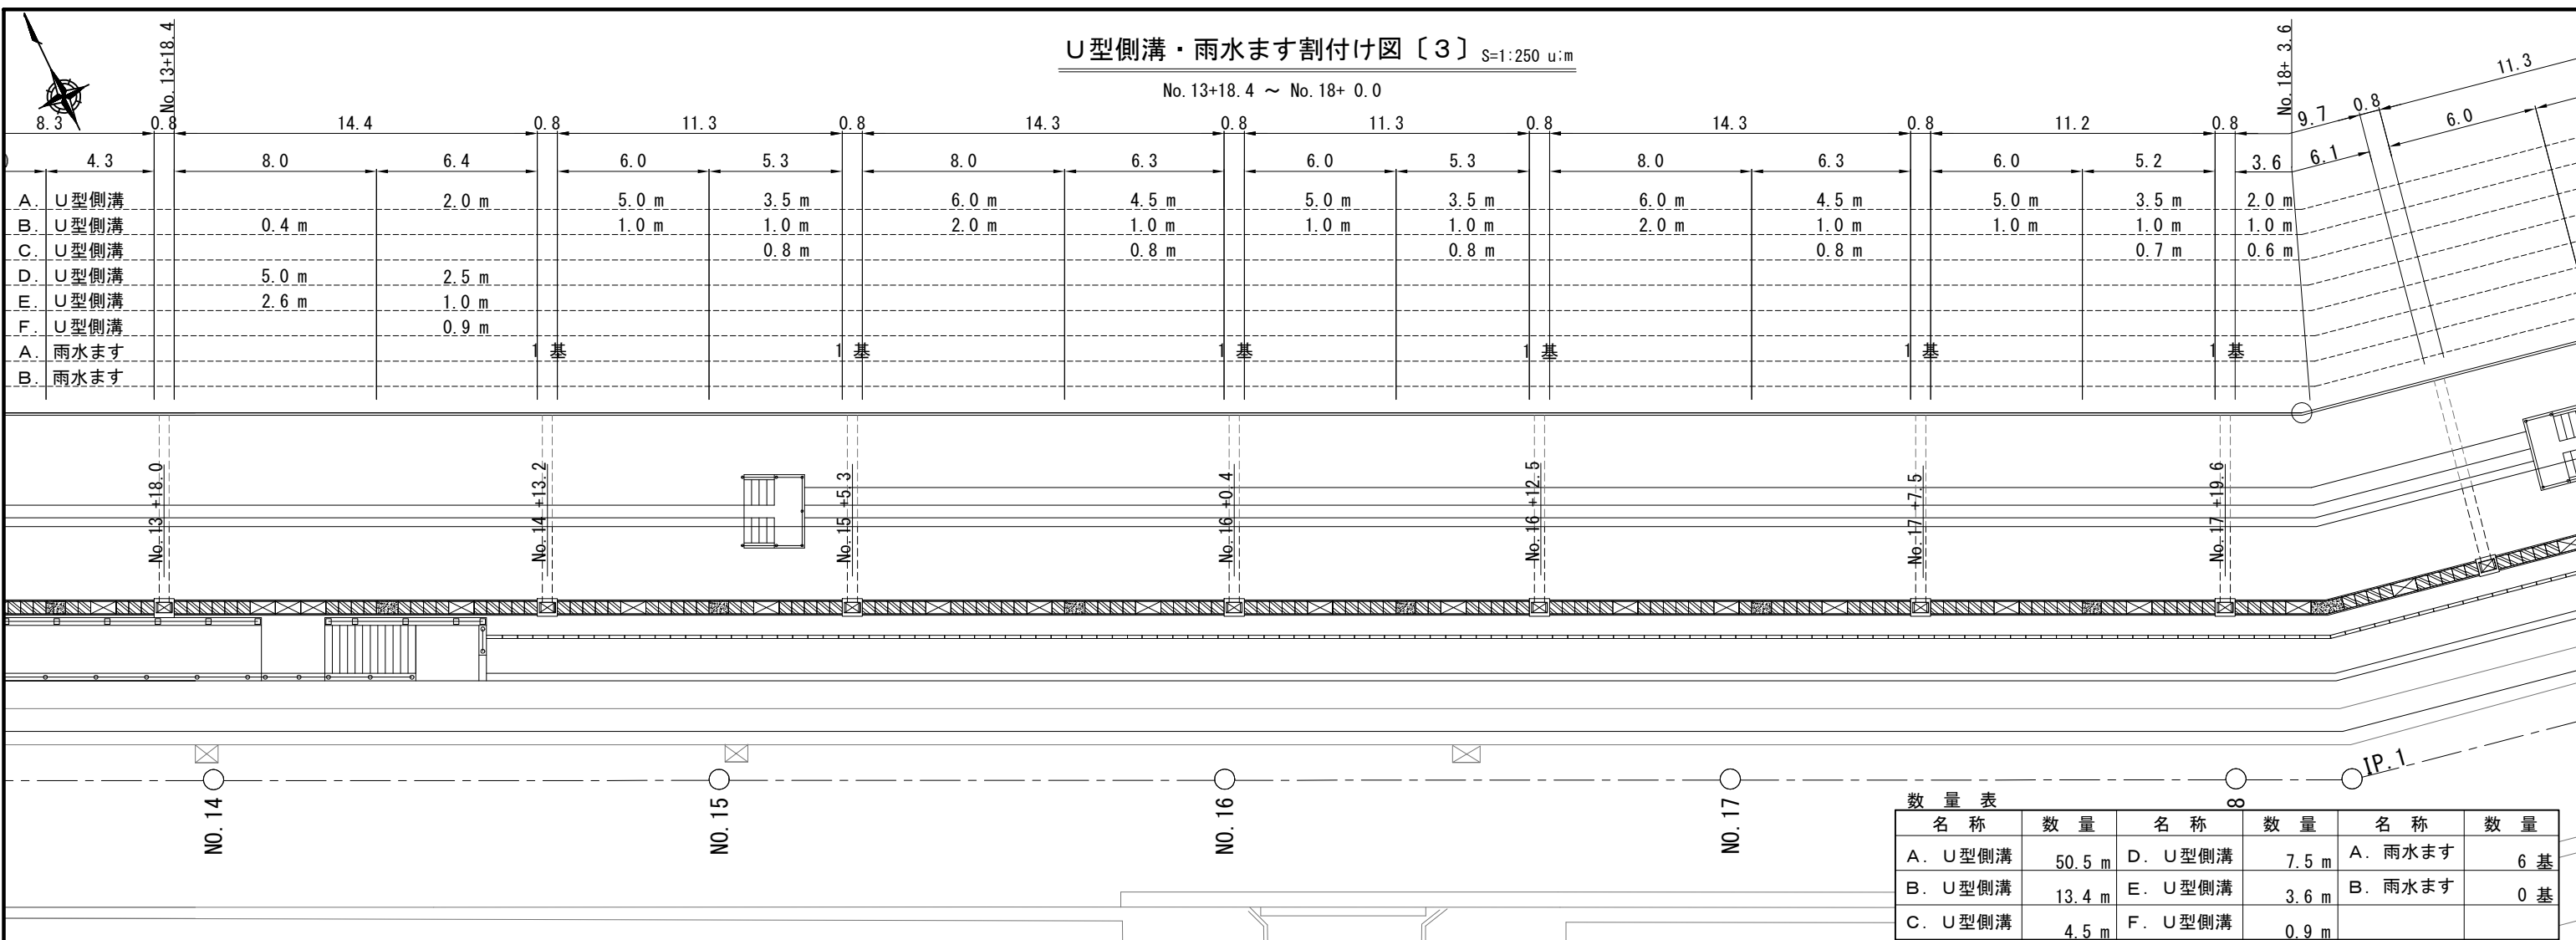 U型側溝・雨水ます割付け図〔3〕 S=1:250 u:m
No.13+18.4 ～ No.18+ 0.0
No.13+18.4
No.18+ 3.6
8.3 0.8 14.4 0.8 11.3 0.8 14.3 0.8 11.3 0.8 14.3 0.8 11.2 0.8 9.7 0.8 11.3
4.3 8.0 6.4 6.0 5.3 8.0 6.3 6.0 5.3 8.0 6.3 6.0 5.2 3.6 6.1 6.0
A. U型側溝 2.0 m 5.0 m 3.5 m 6.0 m 4.5 m 5.0 m 3.5 m 6.0 m 4.5 m 5.0 m 3.5 m 2.0 m
B. U型側溝 0.4 m 1.0 m 1.0 m 2.0 m 1.0 m 1.0 m 1.0 m 2.0 m 1.0 m 1.0 m 1.0 m 1.0 m
C. U型側溝 0.8 m 0.8 m 0.8 m 0.8 m 0.7 m 0.6 m
D. U型側溝 5.0 m 2.5 m
E. U型側溝 2.6 m 1.0 m
F. U型側溝 0.9 m
A. 雨水ます 1 基 1 基 1 基 1 基 1 基 1 基
B. 雨水ます
No.13 +18.0
No.14 +13.2
No.15 +5.3
No.16 +0.4
No.16 +12.5
No.17 +7.5
No.17 +19.6
IP.1
NO.14
NO.15
NO.16
NO.17
8
数 量 表
名 称 数 量 名 称 数 量 名 称 数 量
A. U型側溝 50.5 m D. U型側溝 7.5 m A. 雨水ます 6 基
B. U型側溝 13.4 m E. U型側溝 3.6 m B. 雨水ます 0 基
C. U型側溝 4.5 m F. U型側溝 0.9 m